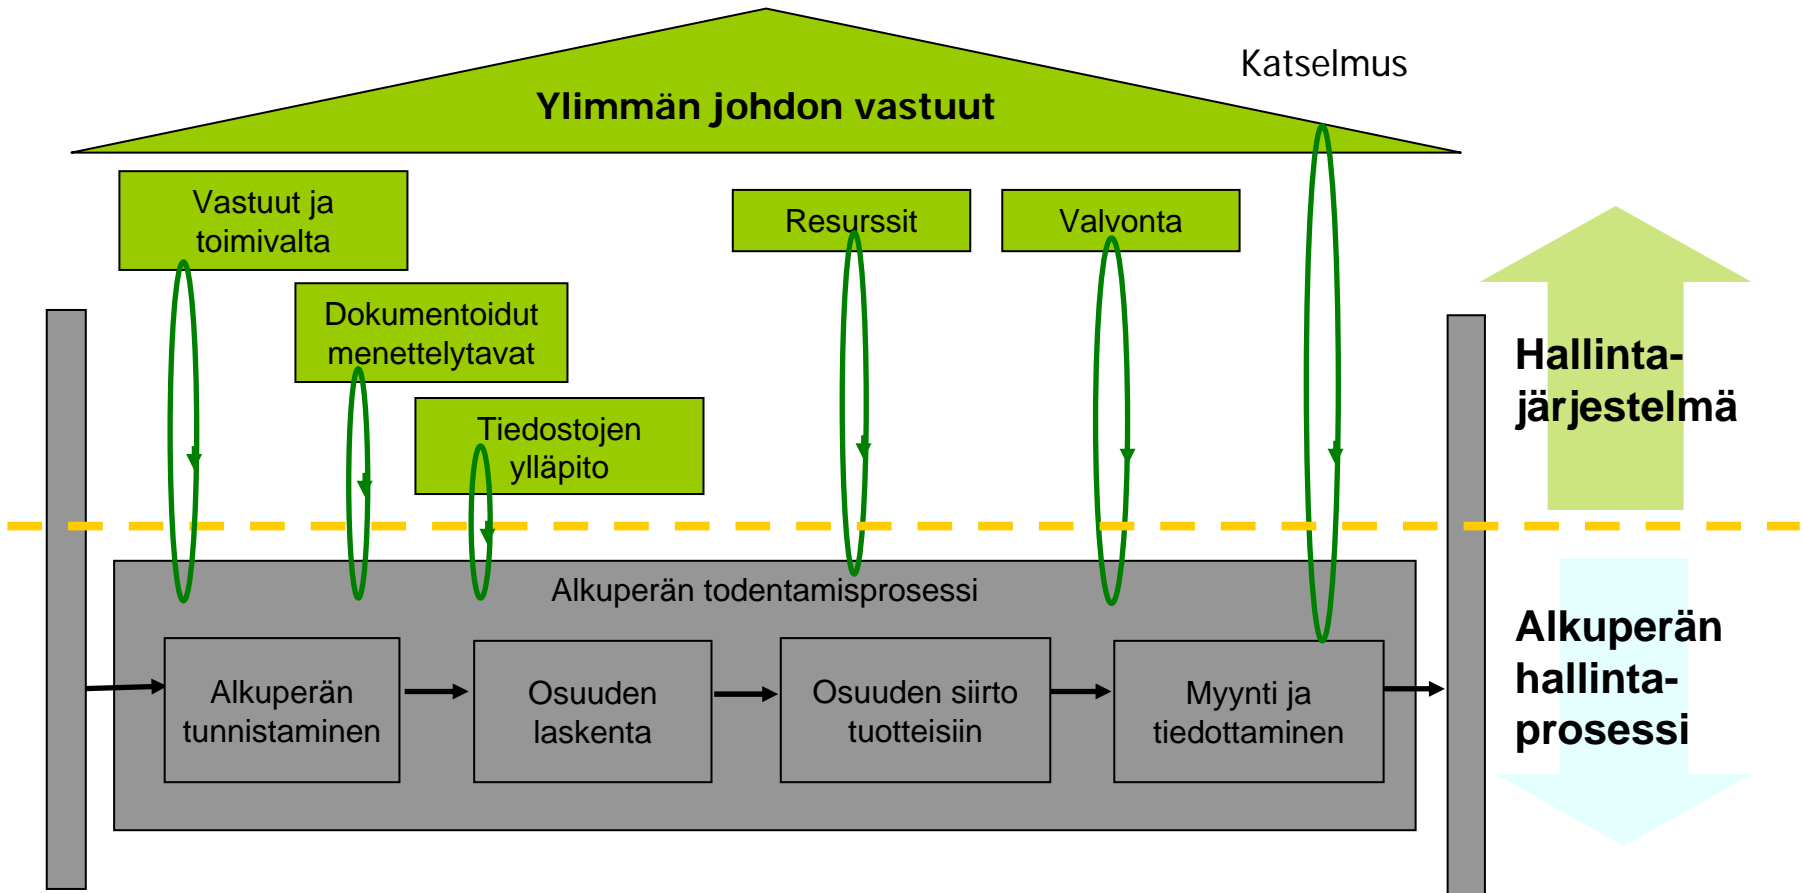 Katselmus
Ylimmän johdon vastuut
Vastuut ja
toimivalta
Resurssit
Valvonta
Dokumentoidut
menettelytavat
Tiedostojen
ylläpito
Hallinta-
järjestelmä
Alkuperän todentamisprosessi
Alkuperän
tunnistaminen
Osuuden
laskenta
Osuuden siirto
tuotteisiin
Myynti ja
tiedottaminen
Alkuperän
hallinta-
prosessi